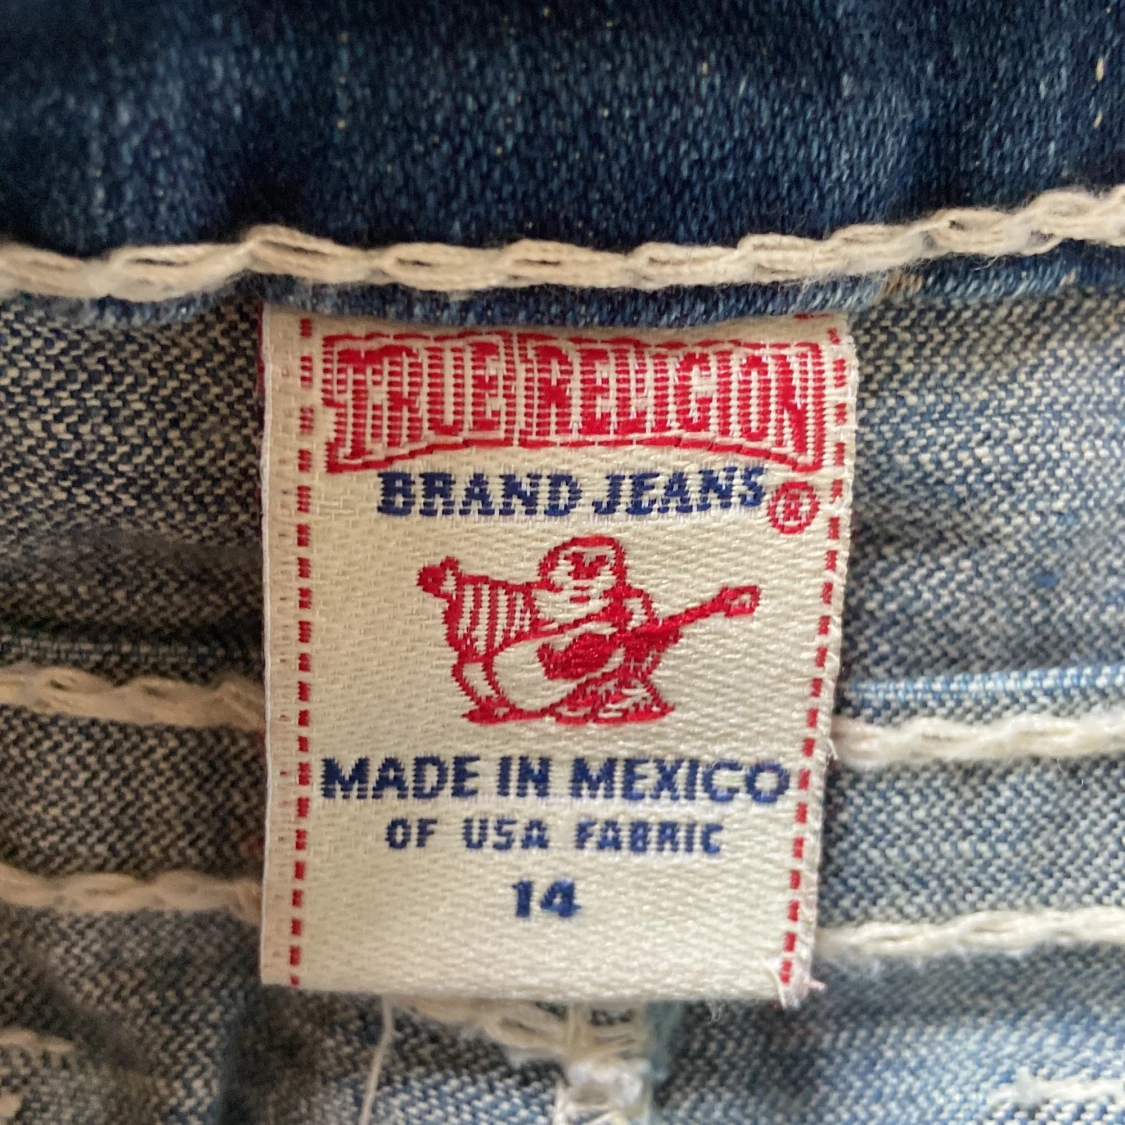 TRUE RELIGION
BRAND JEANS®
MADE IN MEXICO
OF USA FABRIC
14